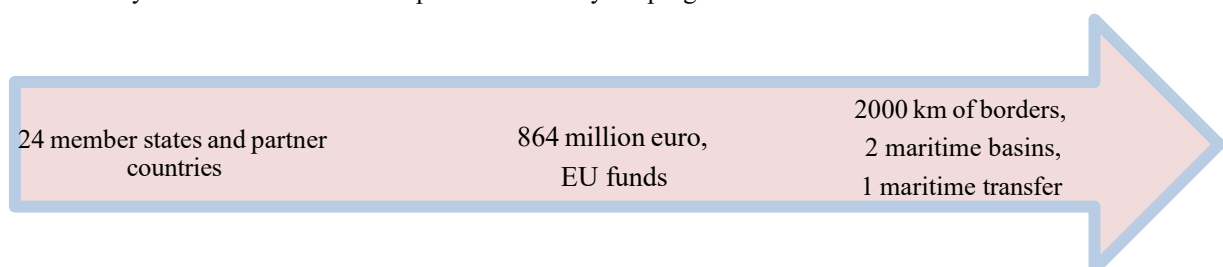 24 member states and partner
countries
864 million euro,
EU funds
2000 km of borders,
2 maritime basins,
1 maritime transfer